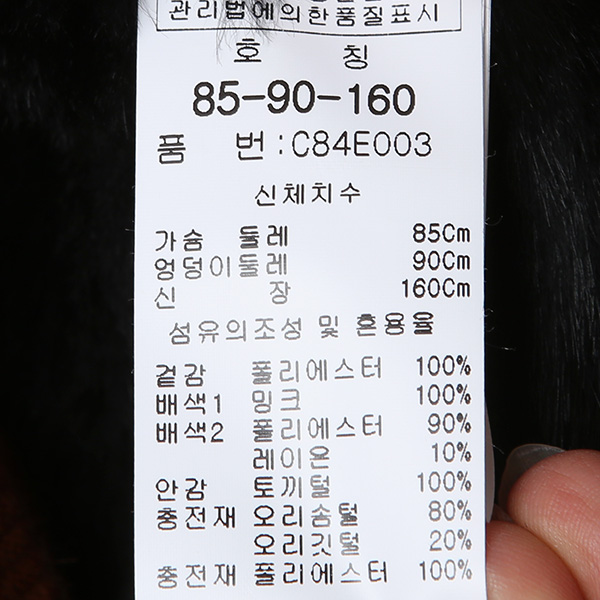 관리법에의한품질표시
호 칭
85-90-160
품 번:C84E003
신체치수
가슴 둘레 85Cm
엉덩이둘레 90Cm
신 장 160Cm
섬유의조성 및 혼용율
겉감 폴리에스터 100%
배색1 밍크 100%
배색2 폴리에스터 90%
레이온 10%
안감 토끼털 100%
충전재 오리솜털 80%
오리깃털 20%
충전재 폴리에스터 100%